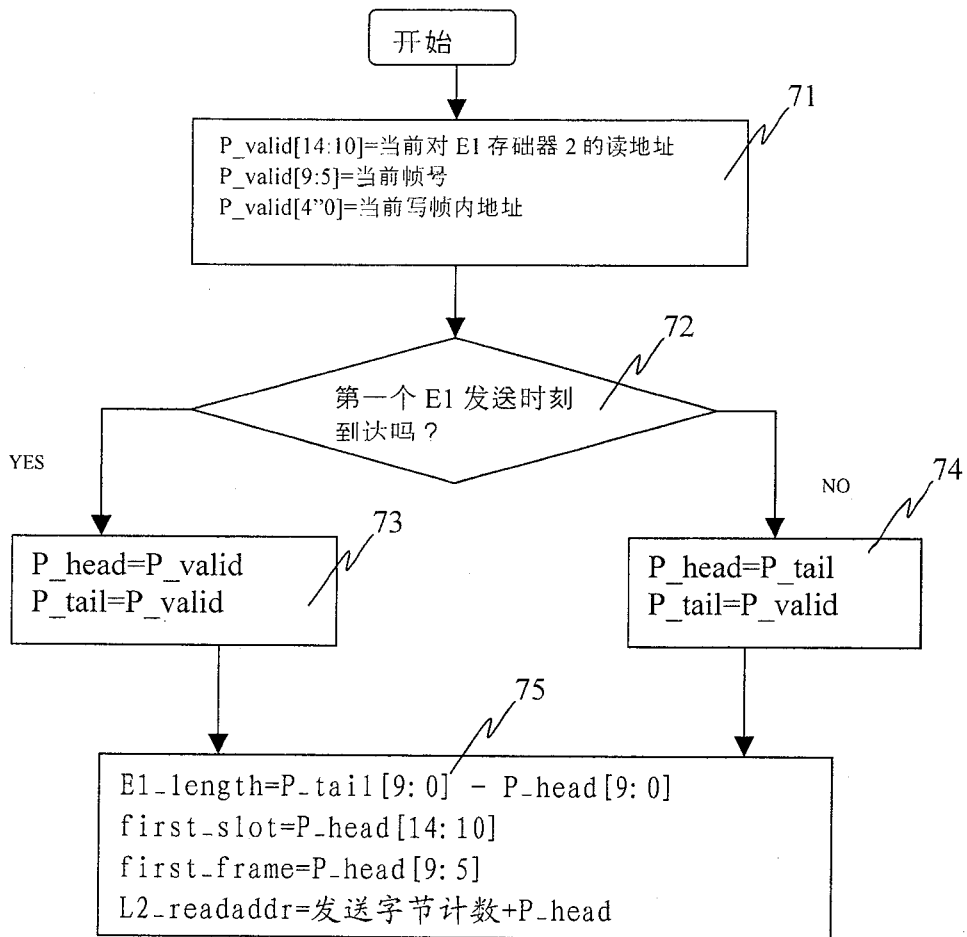 开始
71
P_valid[14:10]=当前对 E1 存础器 2 的读地址
P_valid[9:5]=当前帧号
P_valid[4”0]=当前写帧内地址
72
第一个 E1 发送时刻
到达吗？
YES
NO
73
P_head=P_valid
P_tail=P_valid
74
P_head=P_tail
P_tail=P_valid
75
E1_length=P_tail[9:0] - P_head[9:0]
first_slot=P_head[14:10]
first_frame=P_head[9:5]
L2_readaddr=发送字节计数+P_head